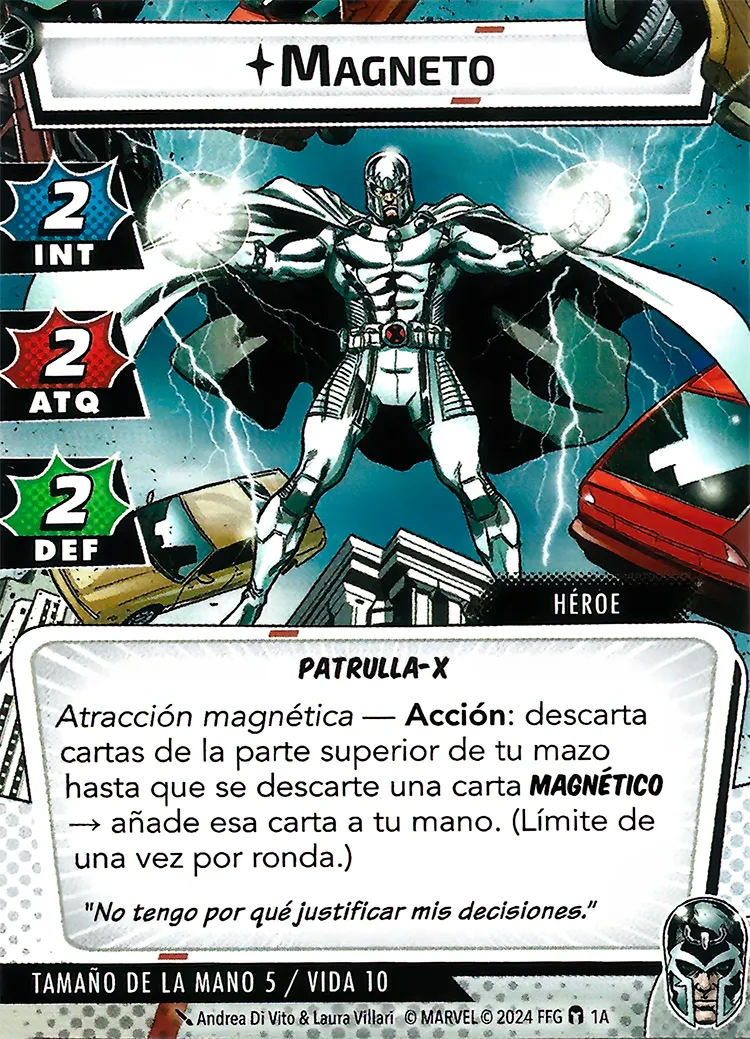 MAGNETO
2
INT
2
ATQ
2
DEF
HÉROE
PATRULLA-X
Atracción magnética — Acción: descarta
cartas de la parte superior de tu mazo
hasta que se descarte una carta MAGNÉTICO
→ añade esa carta a tu mano. (Límite de
una vez por ronda.)
"No tengo por qué justificar mis decisiones."
TAMAÑO DE LA MANO 5 / VIDA 10
Andrea Di Vito & Laura Villari © MARVEL © 2024 FFG 1A